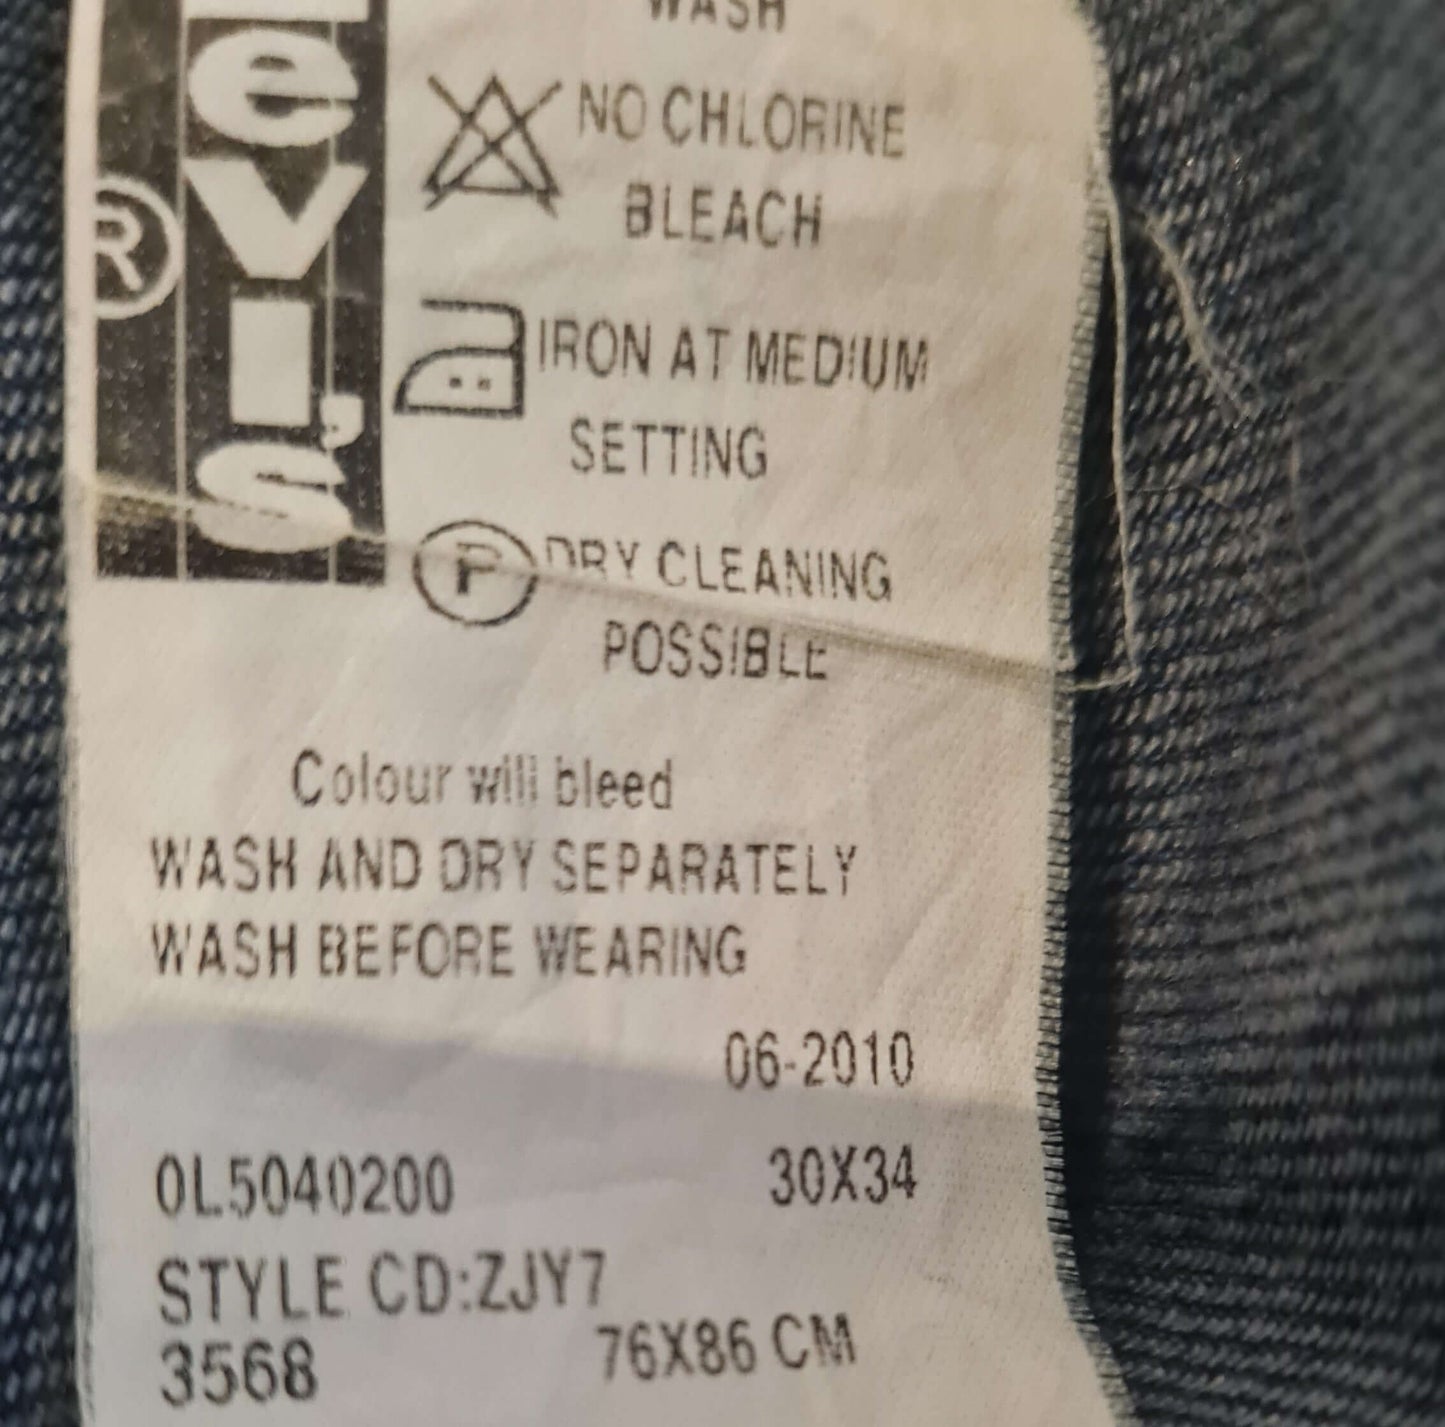 WASH
Levi's
®
NO CHLORINE
BLEACH
IRON AT MEDIUM
SETTING
P
DRY CLEANING
POSSIBLE
Colour will bleed
WASH AND DRY SEPARATELY
WASH BEFORE WEARING
06-2010
0L5040200 30X34
STYLE CD:ZJY7
3568 76X86 CM